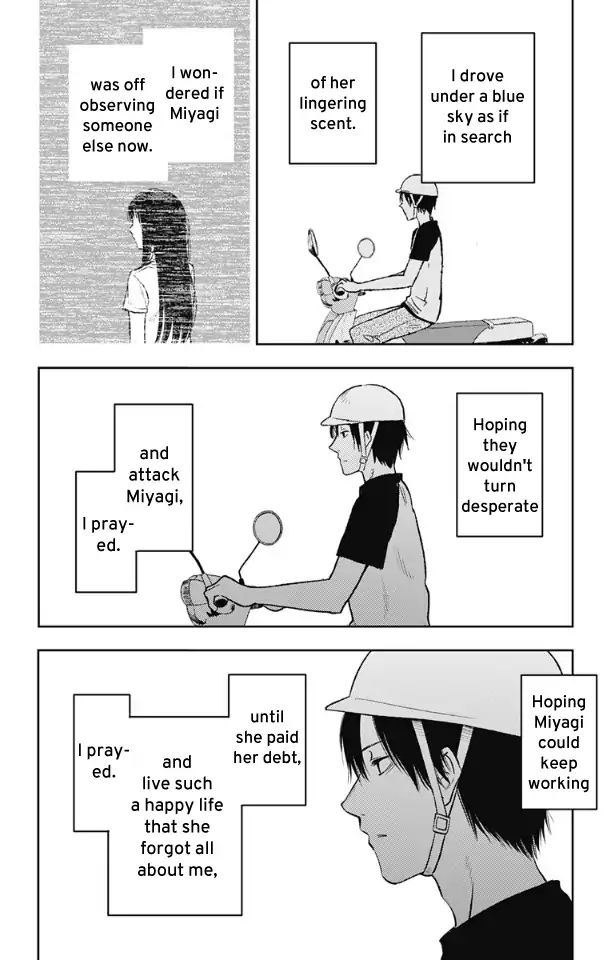 I drove
under a blue
sky as if
in search
of her
lingering
scent.
I won-
dered if
Miyagi
was off
observing
someone
else now.
Hoping
they
wouldn't
turn
desperate
and
attack
Miyagi,
I pray-
ed.
Hoping
Miyagi
could
keep
working
until
she paid
her debt,
and
live such
a happy life
that she
forgot all
about me,
I pray-
ed.